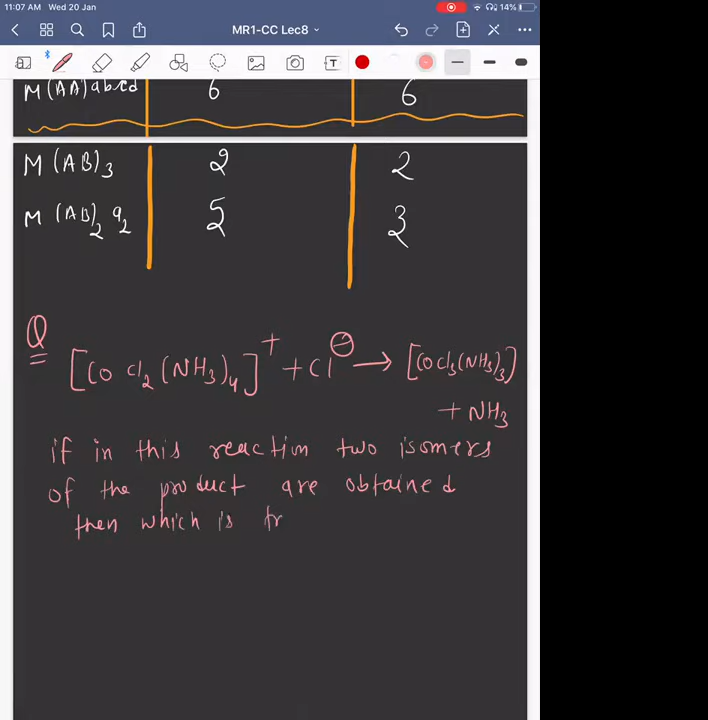 11:07 AM Wed 20 Jan
14%
MR1-CC Lec8
M(AA)abcd 6 6
M(AB)3 2 2
M(AB)2a2 5 3
Q
[CO Cl2(NH3)4]+ + Cl⊖ → [COCl3(NH3)3]
+ NH3
if in this reaction two isomers
of the product are obtained
then which is tr